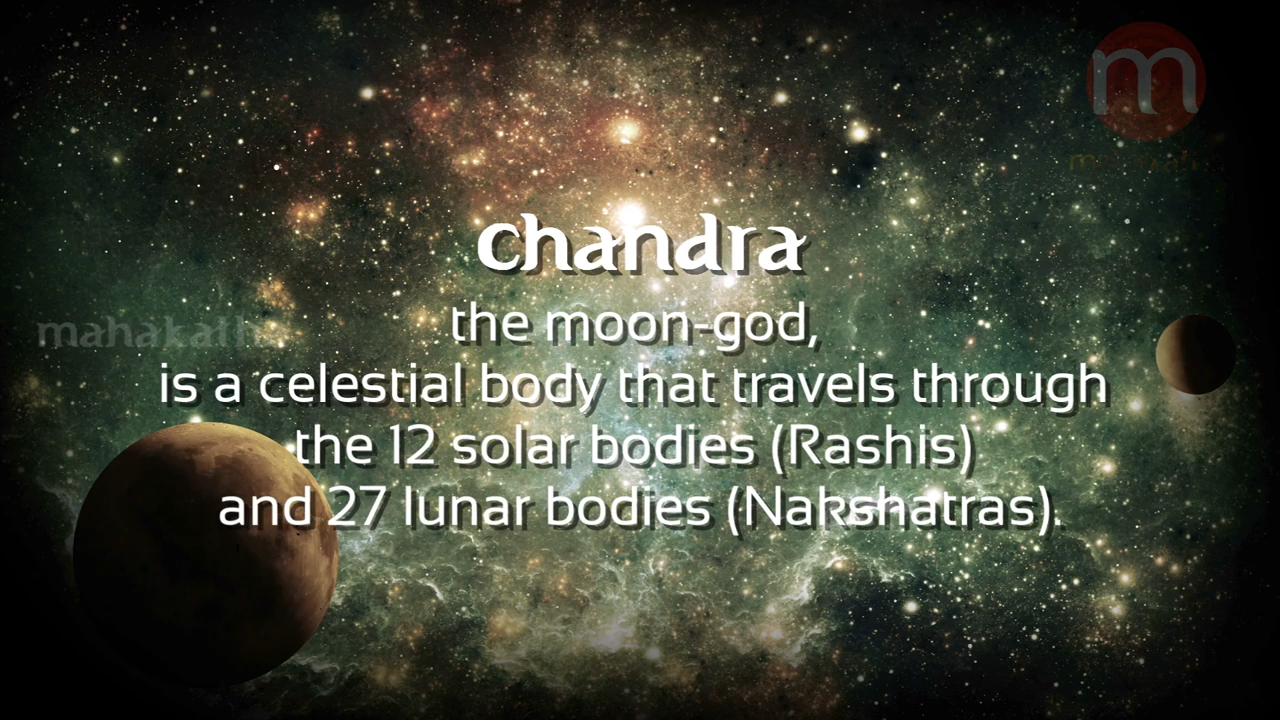 m
chandra
the moon-god,
mahakatha
is a celestial body that travels through
the 12 solar bodies (Rashis)
and 27 lunar bodies (Nakshatras).